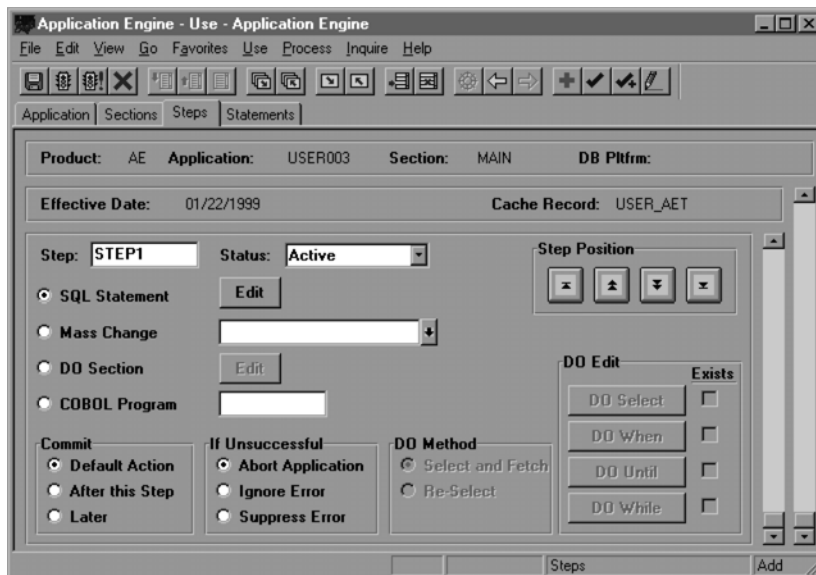 Application Engine - Use - Application Engine
File Edit View Go Favorites Use Process Inquire Help
Application Sections Steps Statements
Product: AE Application: USER003 Section: MAIN DB Pltfrm:
Effective Date: 01/22/1999 Cache Record: USER_AET
Step: STEP1 Status: Active Step Position
SQL Statement Edit
Mass Change
DO Section Edit DO Edit Exists
COBOL Program DO Select
Commit If Unsuccessful DO Method DO When
Default Action Abort Application Select and Fetch
After this Step Ignore Error Re-Select DO Until
Later Suppress Error DO While
Steps Add